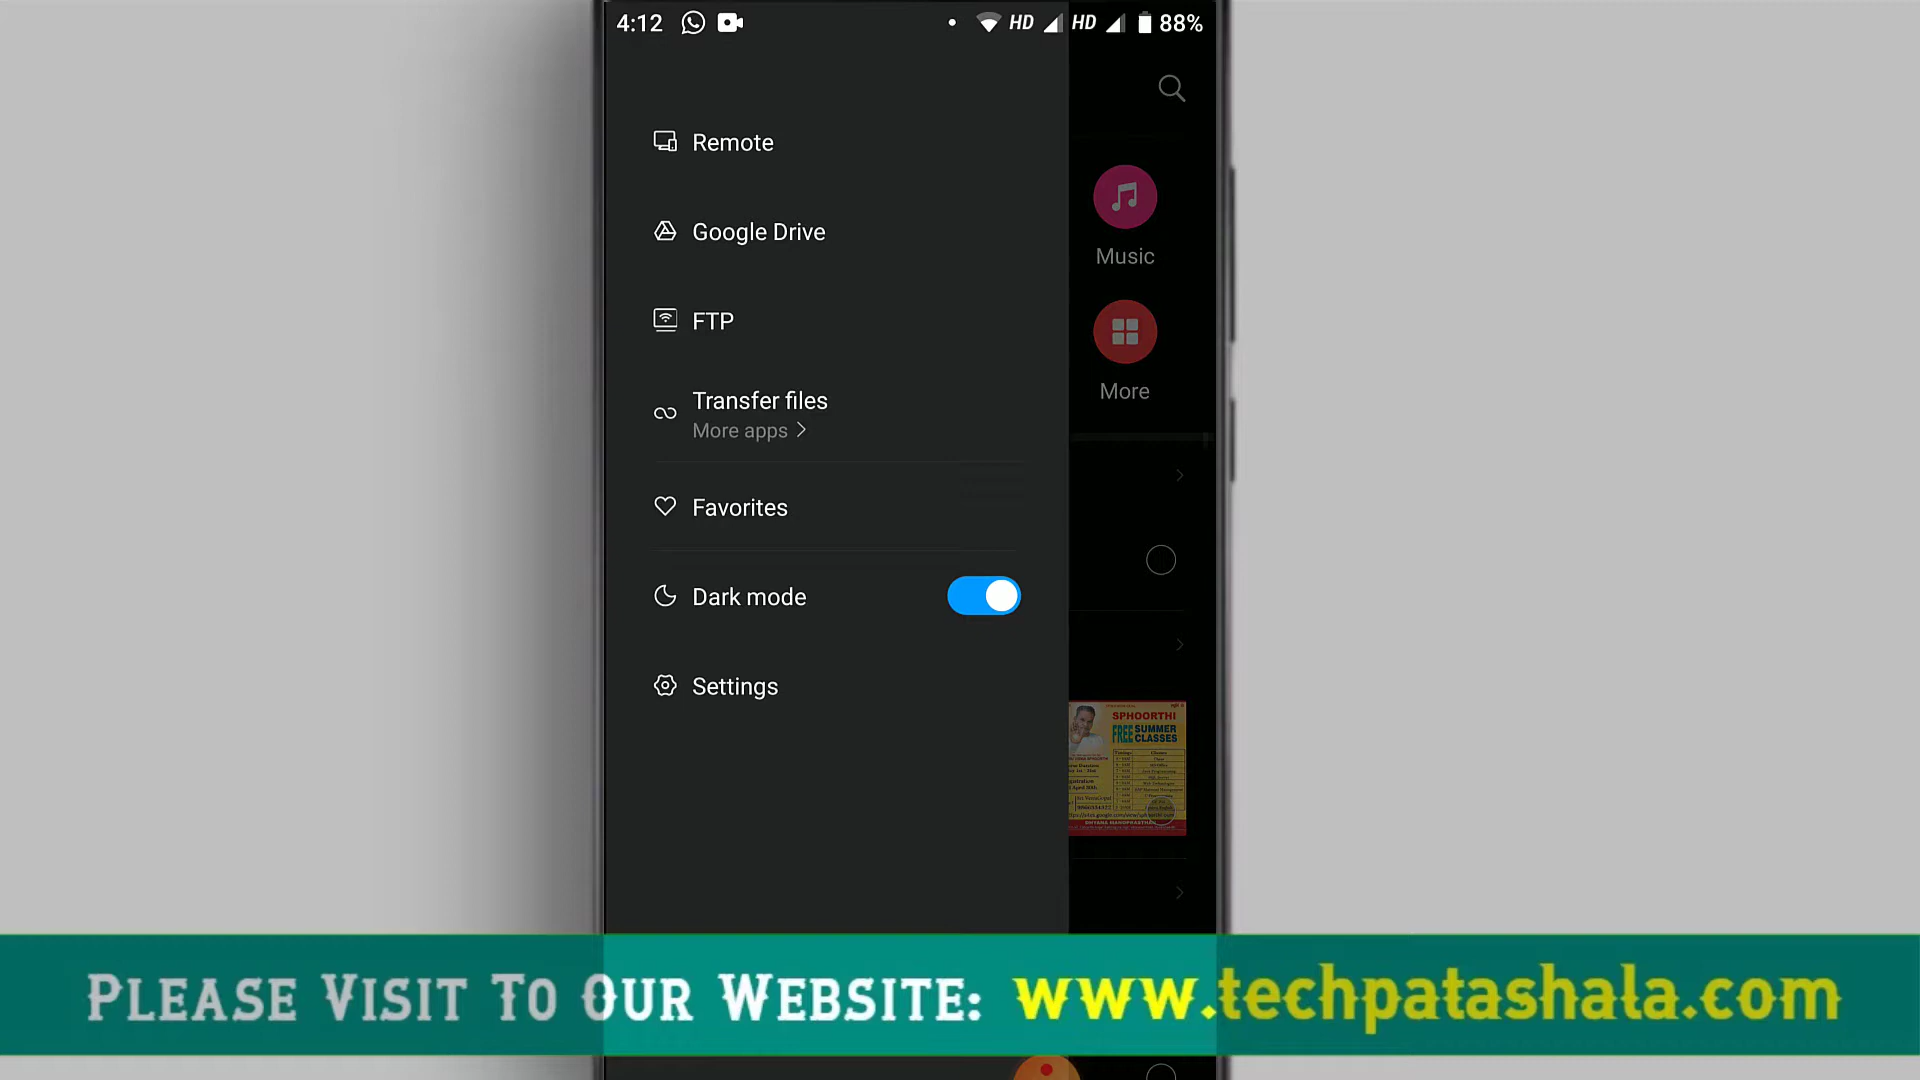 4:12 HD HD 88%
Remote
Google Drive
Music
FTP
Transfer files
More apps
More
Favorites
Dark mode
Settings
SPHOORTHI
FREE SUMMER
CLASSES
PLEASE VISIT TO OUR WEBSITE: www.techpatashala.com